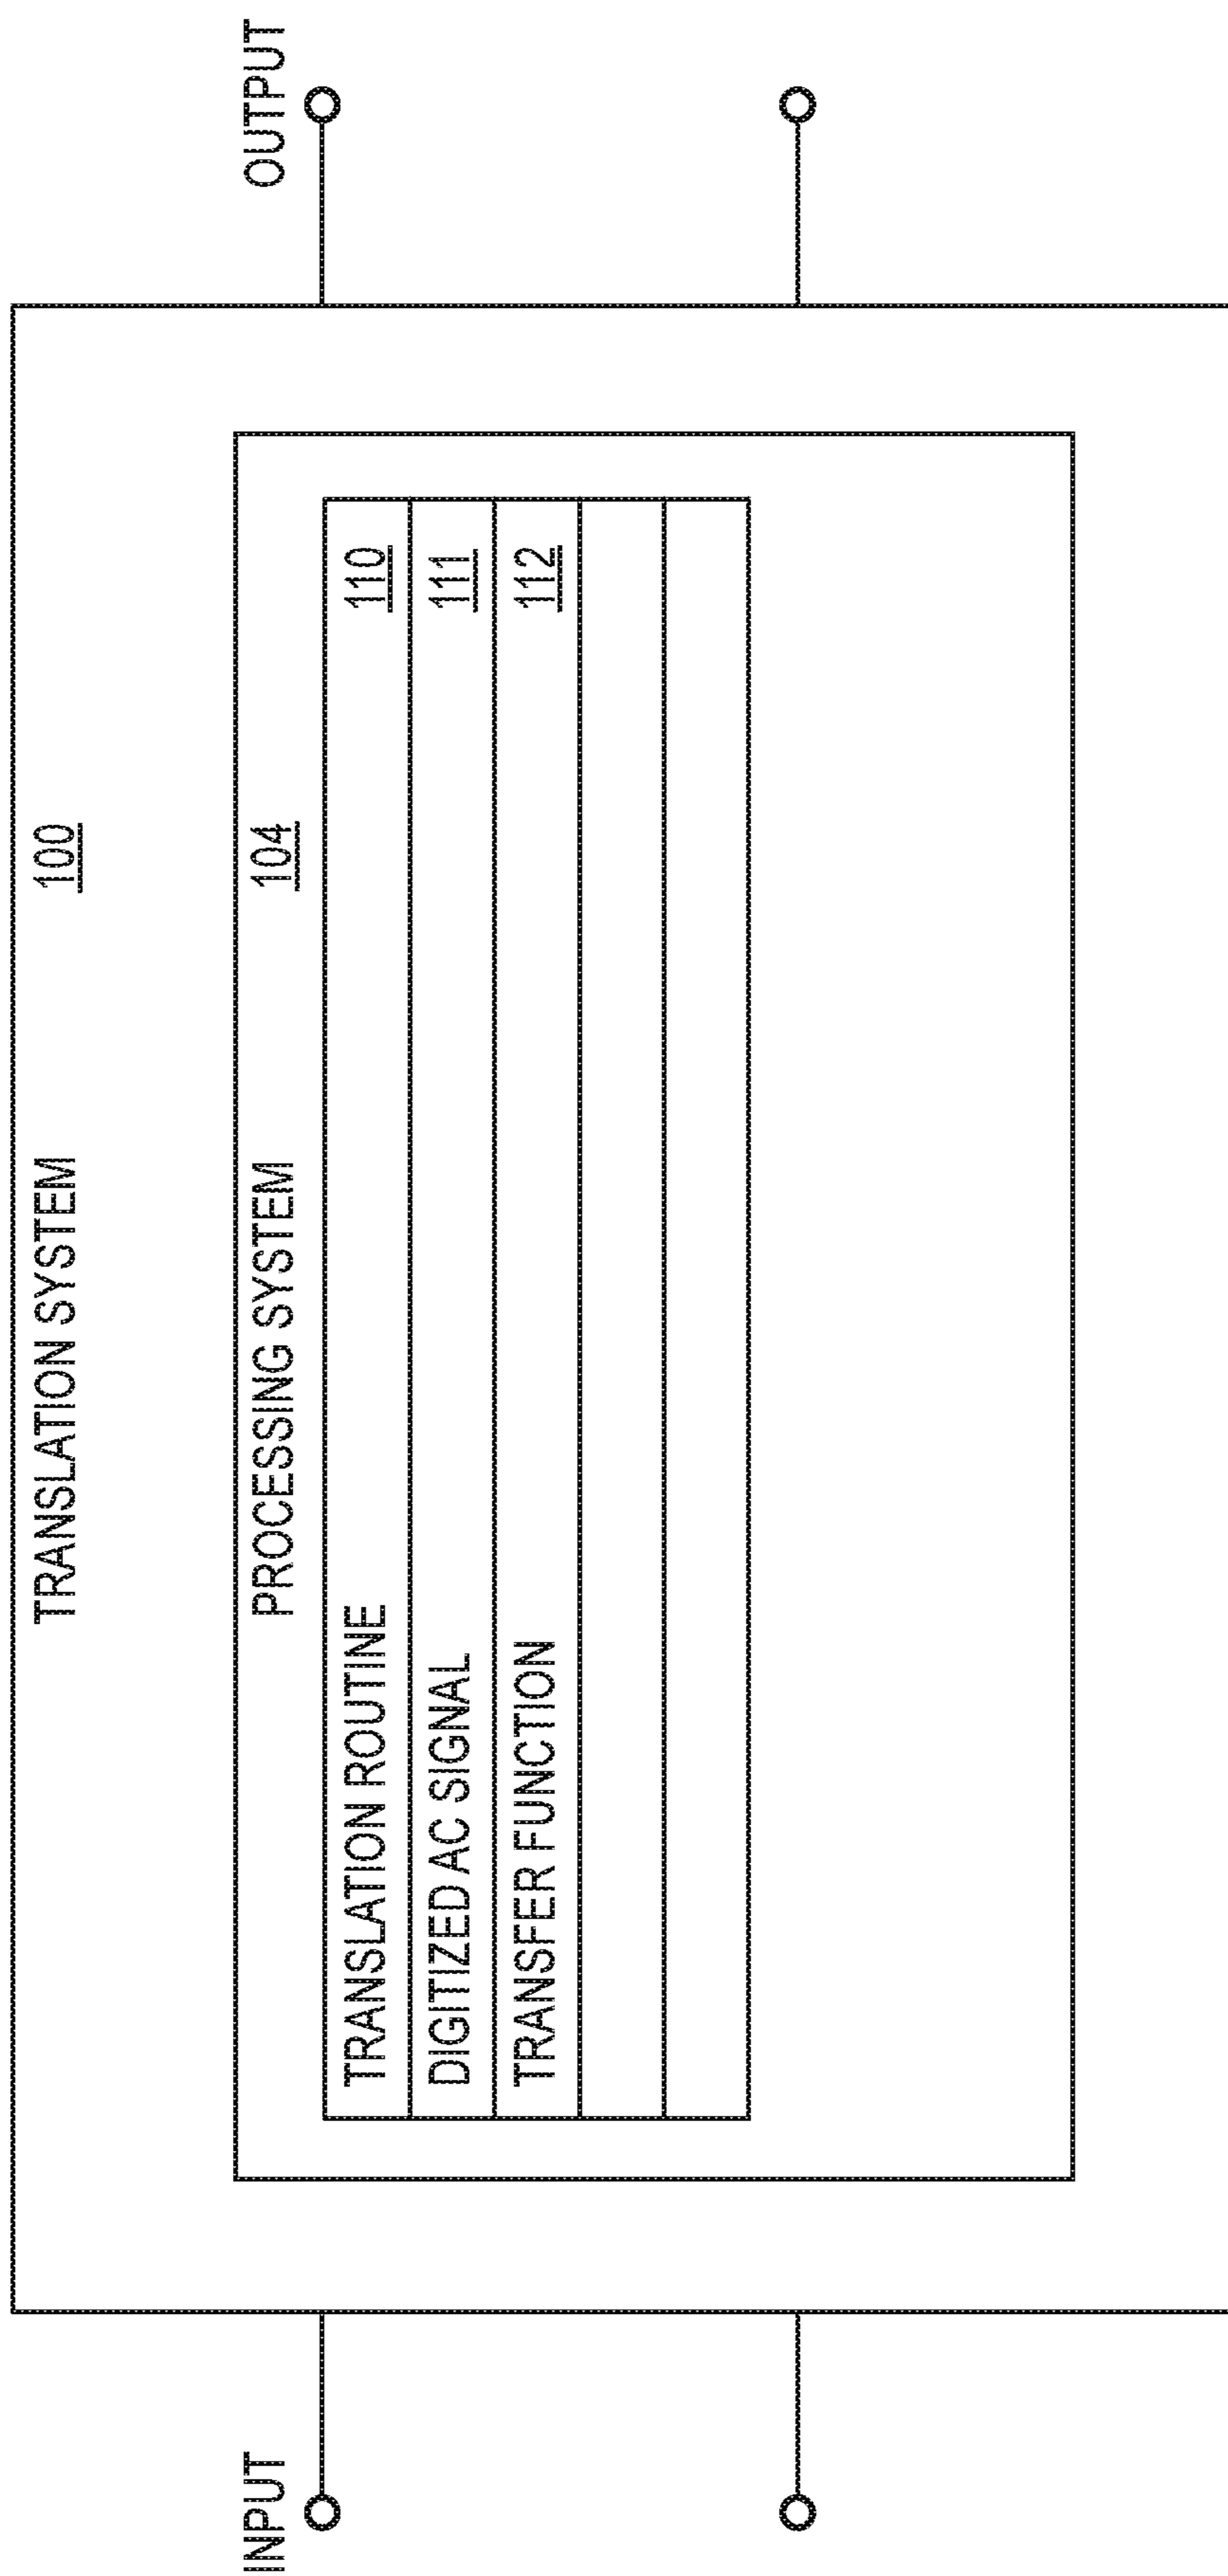 TRANSLATION SYSTEM 100
INPUT
OUTPUT
PROCESSING SYSTEM 104
TRANSLATION ROUTINE 110
DIGITIZED AC SIGNAL 111
TRANSFER FUNCTION 112